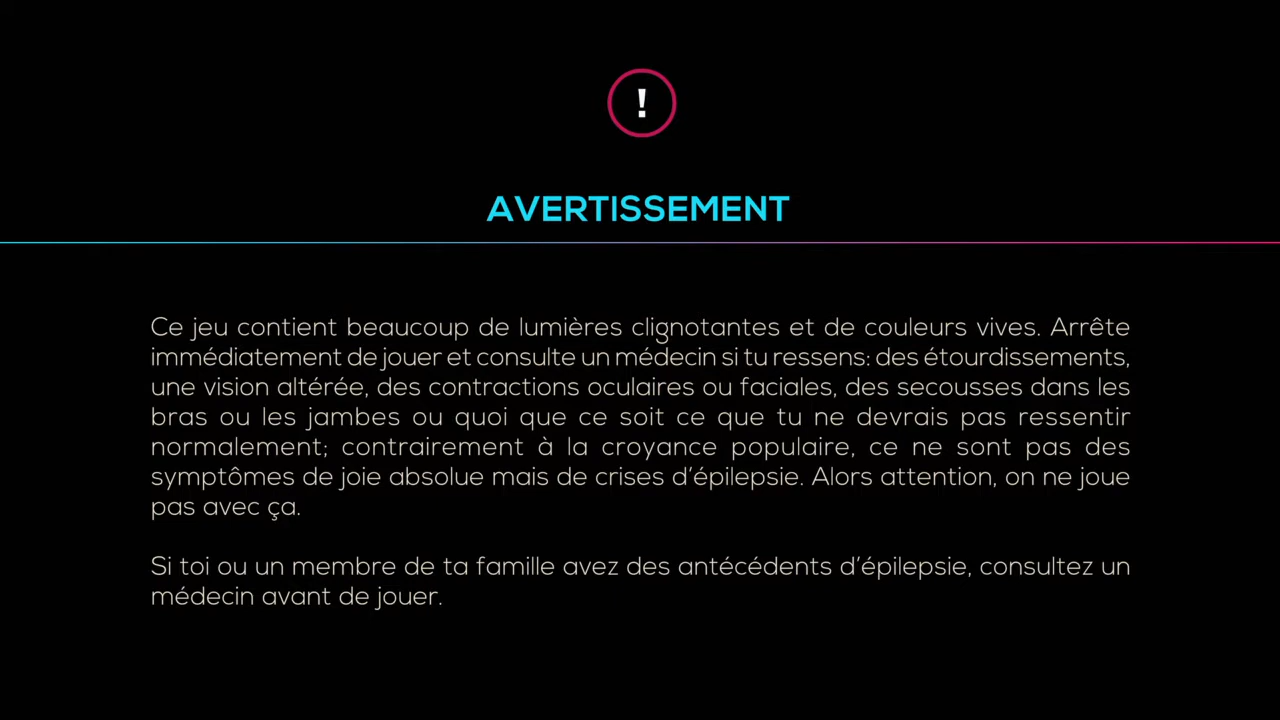 !
AVERTISSEMENT
Ce jeu contient beaucoup de lumières clignotantes et de couleurs vives. Arrête
immédiatement de jouer et consulte un médecin si tu ressens: des étourdissements,
une vision altérée, des contractions oculaires ou faciales, des secousses dans les
bras ou les jambes ou quoi que ce soit ce que tu ne devrais pas ressentir
normalement; contrairement à la croyance populaire, ce ne sont pas des
symptômes de joie absolue mais de crises d’épilepsie. Alors attention, on ne joue
pas avec ça.
Si toi ou un membre de ta famille avez des antécédents d’épilepsie, consultez un
médecin avant de jouer.